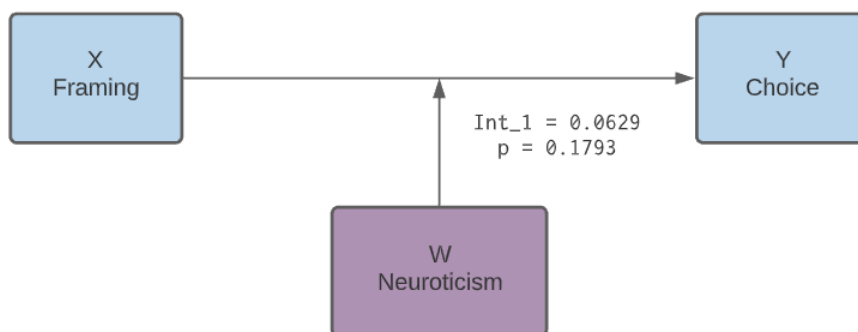 X
Framing
Y
Choice
Int_1 = 0.0629
p = 0.1793
W
Neuroticism